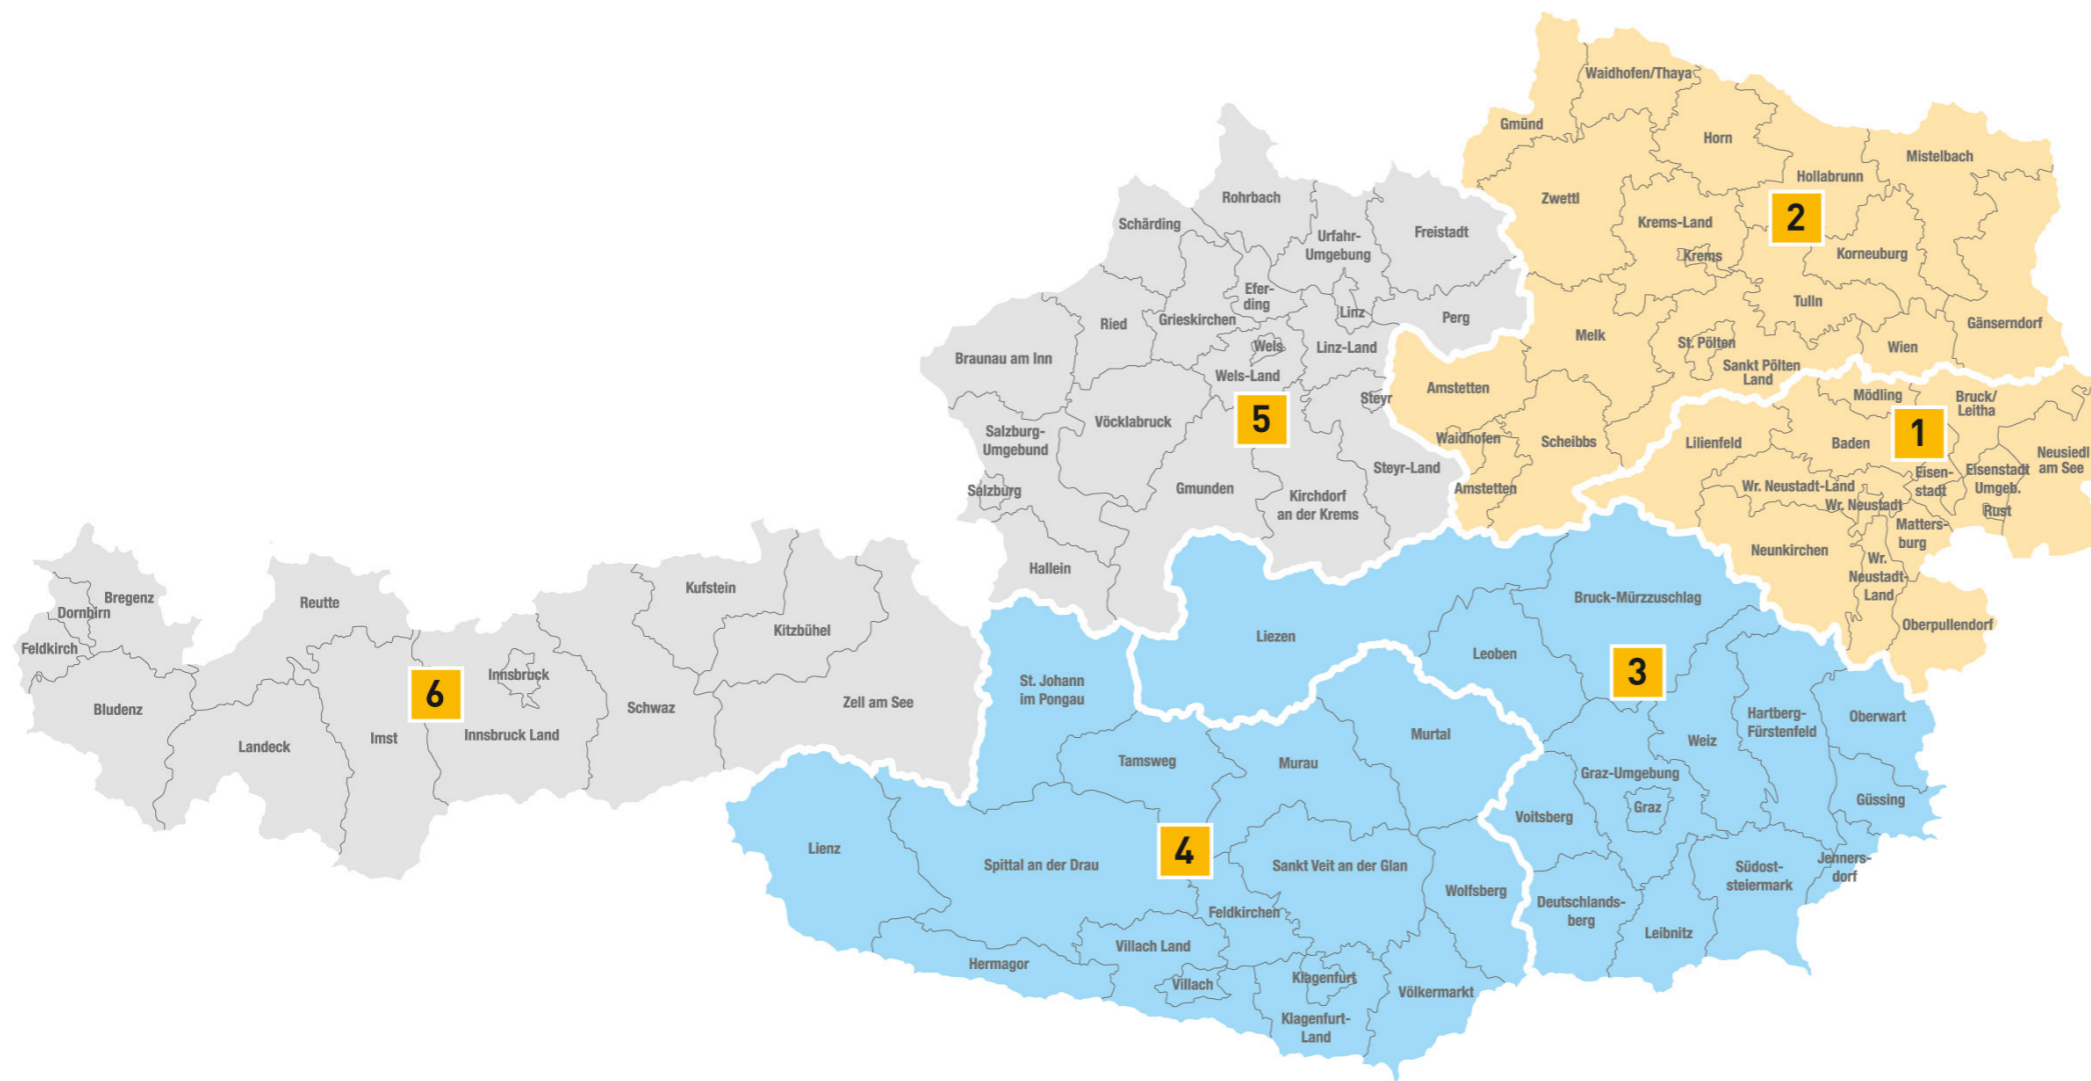 Waidhofen/Thaya
Gmünd
Horn
Mistelbach
Hollabrunn
Zwettl
2
Krems-Land
Krems
Korneuburg
Tulln
Gänserndorf
Melk
St. Pölten
Wien
Sankt Pölten
Land
Amstetten
Waidhofen
Scheibbs
Amstetten
Rohrbach
Schärding
Urfahr-
Umgebung
Freistadt
Efer-
ding
Linz
Perg
Ried
Grieskirchen
Braunau am Inn
Wels
Linz-Land
Wels-Land
Steyr
5
Vöcklabruck
Salzburg-
Umgebund
Steyr-Land
Salzburg
Gmunden
Kirchdorf
an der Krems
Hallein
Mödling
Bruck/
Leitha
1
Lilienfeld
Baden
Neusiedl
am See
Eisen-
stadt
Eisenstadt
Umgeb.
Wr. Neustadt-Land
Wr. Neustadt
Rust
Matters-
burg
Neunkirchen
Wr.
Neustadt-
Land
Oberpullendorf
Bregenz
Dornbirn
Feldkirch
Bludenz
Reutte
Landeck
Imst
6
Innsbruck
Innsbruck Land
Schwaz
Kufstein
Kitzbühel
Zell am See
Bruck-Mürzzuschlag
Liezen
Leoben
3
Hartberg-
Fürstenfeld
Oberwart
Weiz
Graz-Umgebung
Graz
Voitsberg
Güssing
Südost-
steiermark
Jenners-
dorf
Deutschlands-
berg
Leibnitz
St. Johann
im Pongau
Tamsweg
Murau
Murtal
Lienz
Spittal an der Drau
4
Sankt Veit an der Glan
Wolfsberg
Feldkirchen
Villach Land
Hermagor
Villach
Klagenfurt
Völkermarkt
Klagenfurt-
Land